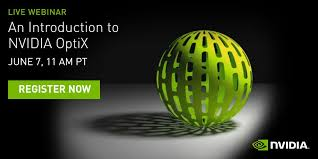 LIVE WEBINAR
An Introduction to
NVIDIA OptiX
JUNE 7, 11 AM PT
REGISTER NOW
NVIDIA.